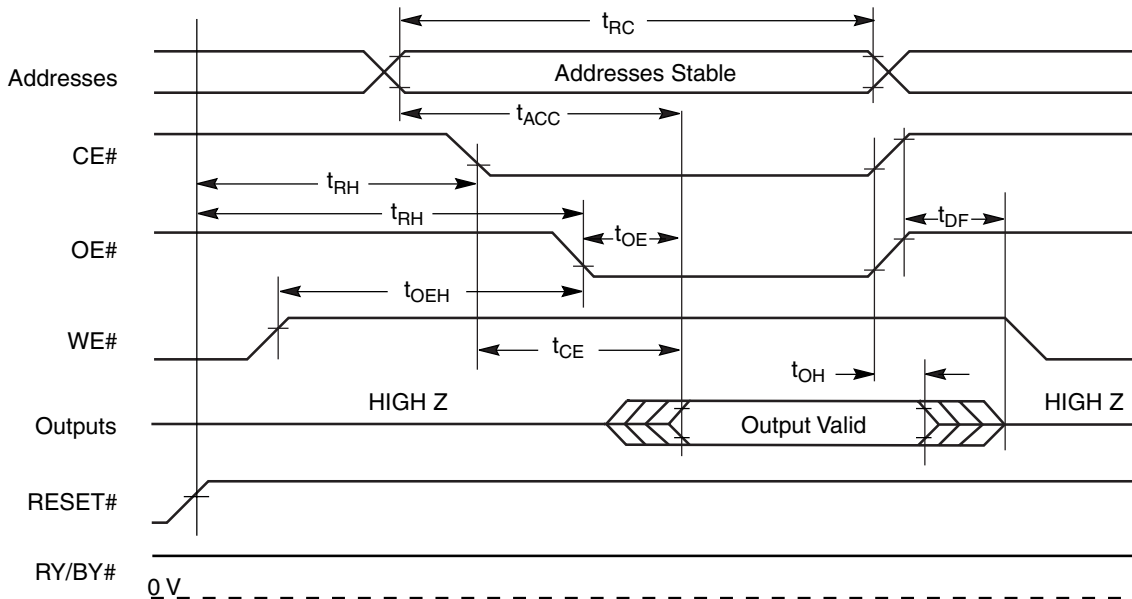 tRC
Addresses
Addresses Stable
tACC
CE#
tRH
tRH
tOE
tDF
OE#
tOEH
WE#
tCE
tOH
HIGH Z
HIGH Z
Outputs
Output Valid
RESET#
RY/BY#
0 V